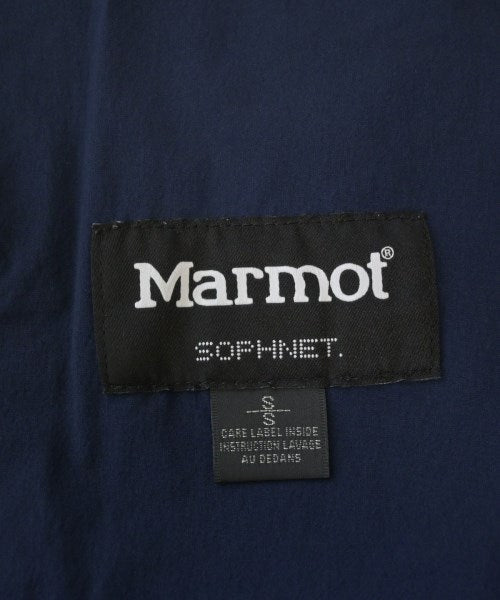 Marmot®
SOPHNET.
S/S
CARE LABEL INSIDE
INSTRUCTION LAVAGE
AU DEDANS